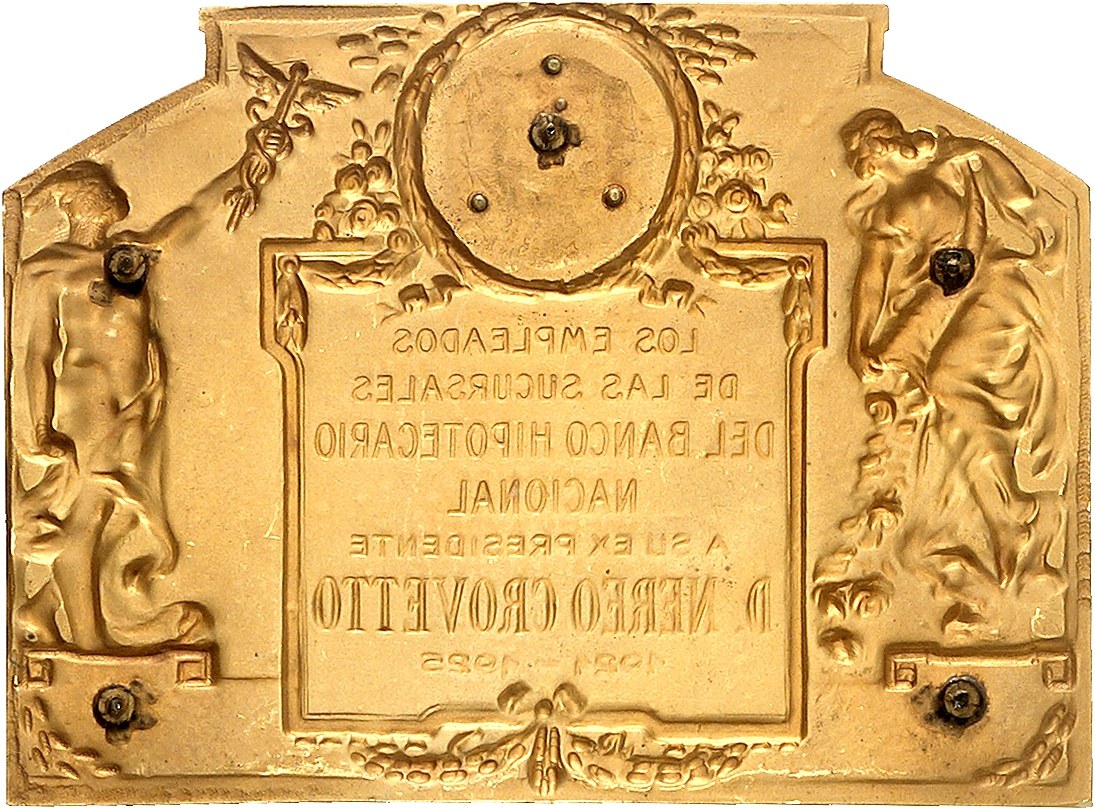 LOS EMPLEADOS
DE LAS SUCURSALES
DEL BANCO HIPOTECARIO
NACIONAL
A SU EX PRESIDENTE
D. NEREO CROVETTO
1921 - 1925